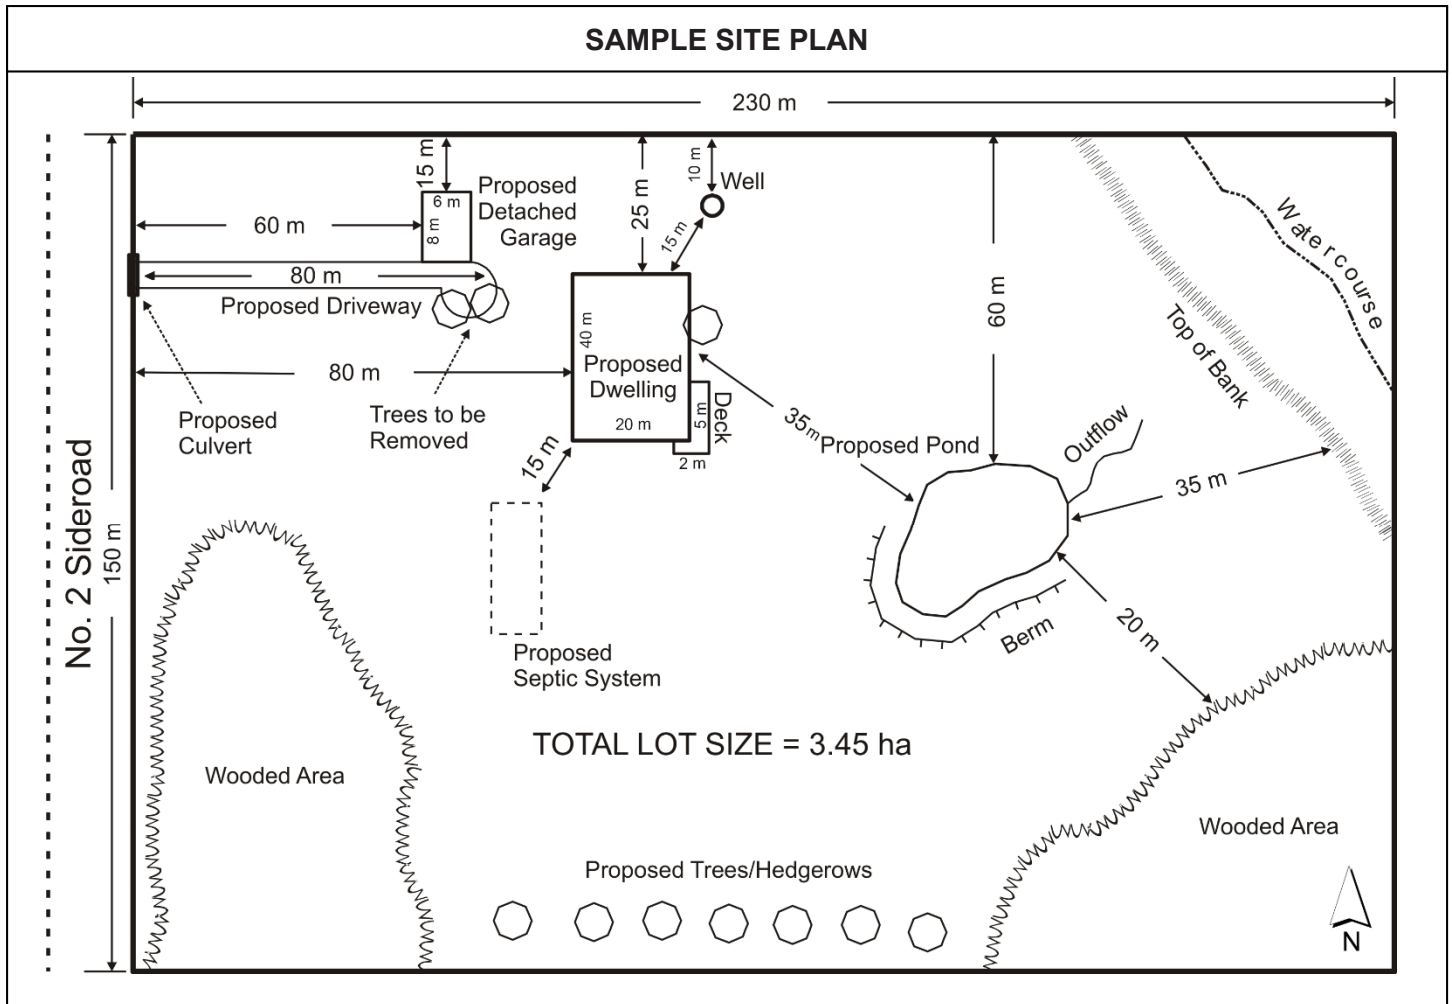 SAMPLE SITE PLAN
230 m
15 m
6 m
8 m
Proposed
Detached
Garage
25 m
10 m
Well
15 m
60 m
80 m
Proposed Driveway
60 m
Watercourse
Top of Bank
40 m
Proposed
Dwelling
20 m
80 m
Deck
5 m
2 m
35m
Proposed
Culvert
Trees to be
Removed
Proposed Pond
Outflow
35 m
15 m
No. 2 Sideroad
150 m
Berm
20 m
Proposed
Septic System
TOTAL LOT SIZE = 3.45 ha
Wooded Area
Wooded Area
Proposed Trees/Hedgerows
N